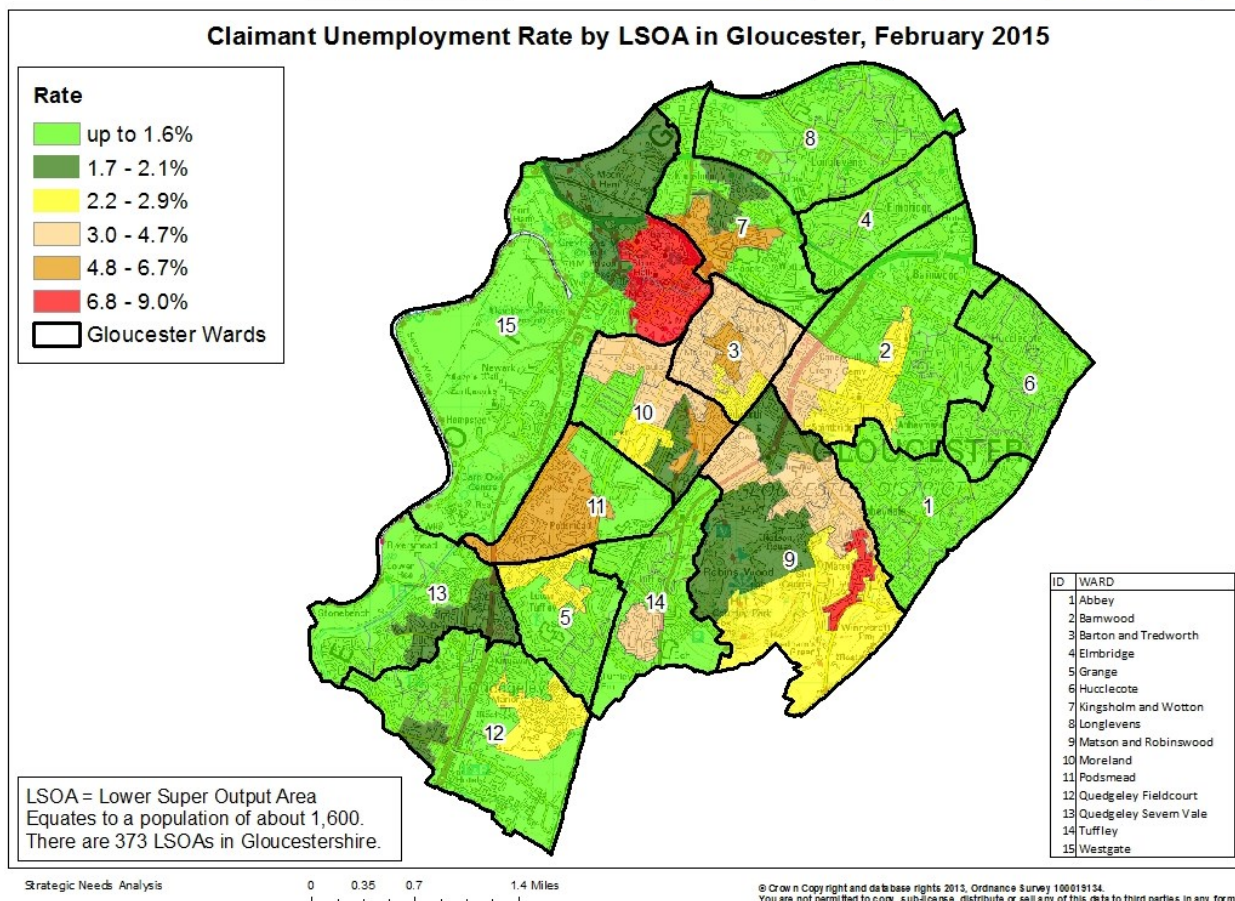 Claimant Unemployment Rate by LSOA in Gloucester, February 2015
Rate
up to 1.6%
1.7 - 2.1%
2.2 - 2.9%
3.0 - 4.7%
4.8 - 6.7%
6.8 - 9.0%
Gloucester Wards
8
7
4
15
3
2
6
10
GLOUCESTER
1
11
9
13
14
5
12
ID WARD
1 Abbey
2 Barnwood
3 Barton and Tredworth
4 Elmbridge
5 Grange
6 Hucclecote
7 Kingsholm and Wotton
8 Longlevens
9 Matson and Robinswood
10 Moreland
11 Podsmead
12 Quedgeley Fieldcourt
13 Quedgeley Severn Vale
14 Tuffley
15 Westgate
LSOA = Lower Super Output Area
Equates to a population of about 1,600.
There are 373 LSOAs in Gloucestershire.
Strategic Needs Analysis
0 0.35 0.7 1.4 Miles
© Crown Copyright and database rights 2013, Ordnance Survey 100019134.
You are not permitted to copy, sub-license, distribute or sell any of this data to third parties in any form